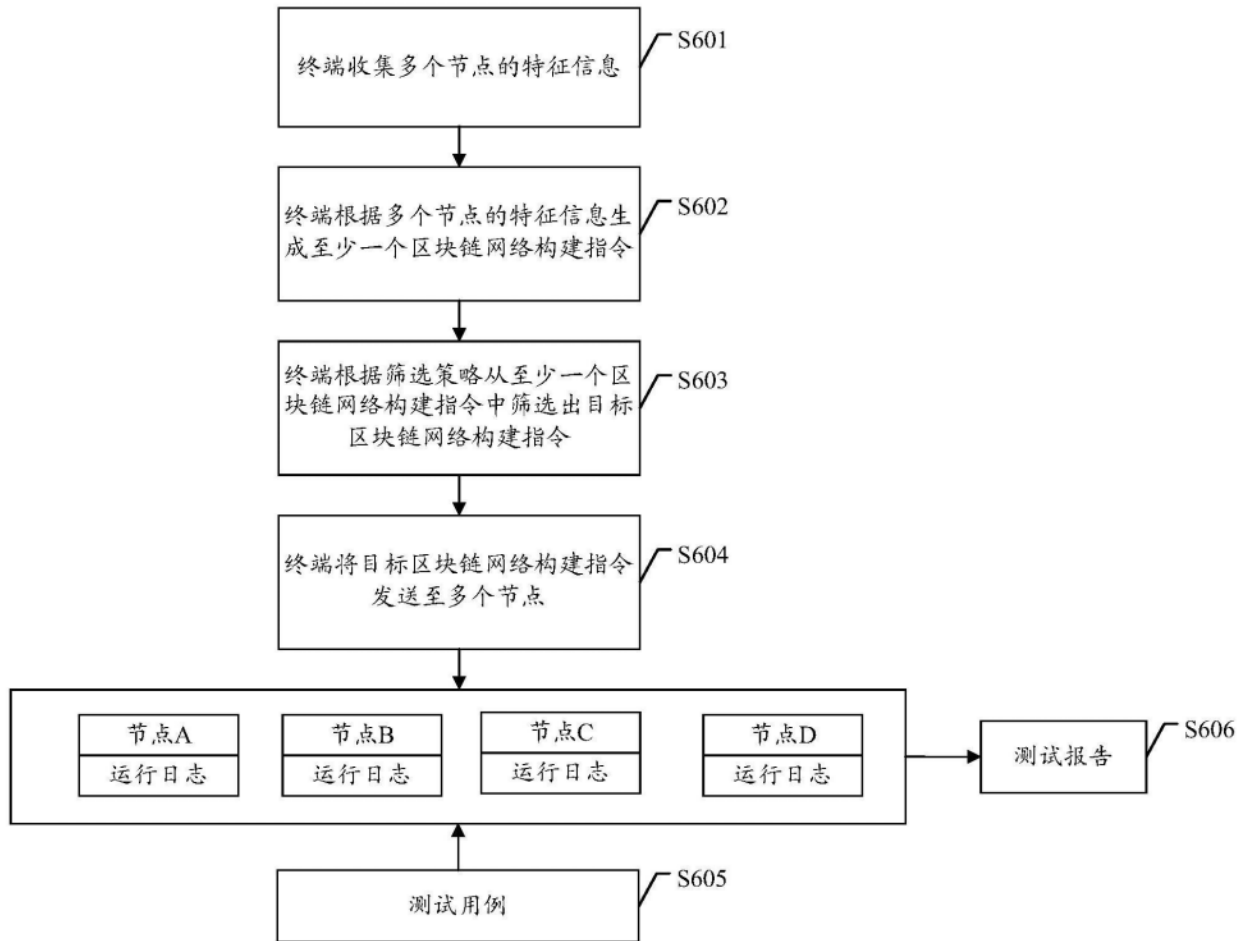 终端收集多个节点的特征信息
S601
终端根据多个节点的特征信息生
成至少一个区块链网络构建指令
S602
终端根据筛选策略从至少一个区
块链网络构建指令中筛选出目标
区块链网络构建指令
S603
终端将目标区块链网络构建指令
发送至多个节点
S604
节点A
运行日志
节点B
运行日志
节点C
运行日志
节点D
运行日志
测试报告
S606
测试用例
S605